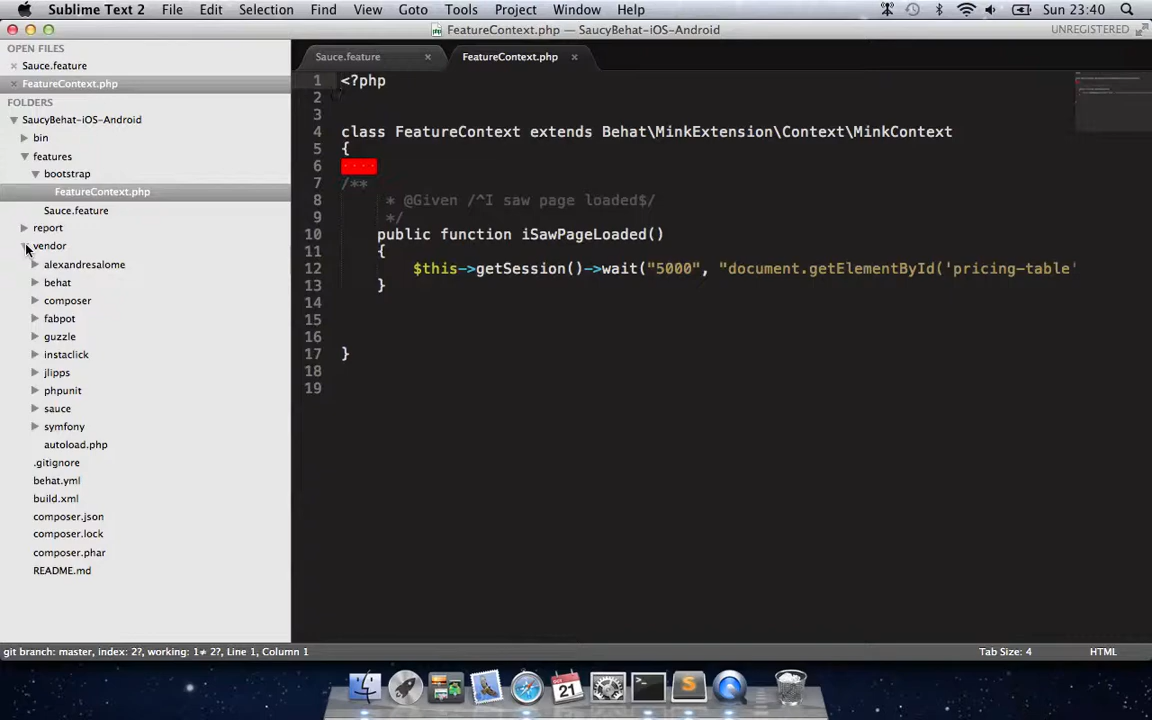 Sublime Text 2 File Edit Selection Find View Goto Tools Project Window Help Sun 23:40
FeatureContext.php — SaucyBehat-iOS-Android UNREGISTERED
OPEN FILES
Sauce.feature
FeatureContext.php
FOLDERS
SaucyBehat-iOS-Android
bin
features
bootstrap
FeatureContext.php
Sauce.feature
report
vendor
alexandresalome
behat
composer
fabpot
guzzle
instaclick
jlipps
phpunit
sauce
symfony
autoload.php
.gitignore
behat.yml
build.xml
composer.json
composer.lock
composer.phar
README.md
Sauce.feature × FeatureContext.php ×
1 <?php
2
3
4 class FeatureContext extends Behat\MinkExtension\Context\MinkContext
5 {
6
7 /**
8 * @Given /^I saw page loaded$/
9 */
10 public function iSawPageLoaded()
11 {
12 $this->getSession()->wait("5000", "document.getElementById('pricing-table'
13 }
14
15
16
17 }
18
19
git branch: master, index: 2?, working: 1≠ 2?, Line 1, Column 1 Tab Size: 4 HTML
OCT
21